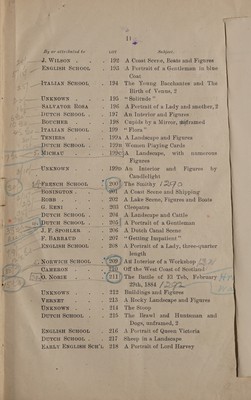 11
By or attributed to LOT Subject
J. Wilson . . . 192 A Coast Scene, Boats and Figures
English School . . 193 A Portrait of a Gentleman in blue
Coat
Italian School . . 194 The Young Bacchantes and The
Birth of Venus, 2
Unknown . . . 195 "Solitude"
Salvator Rosa . . 196 A Portrait of a Lady and mother, 2
Dutch School . . 197 An Interior and Figures
Boucher . . . 198 Cupids by a Mirror, unframed
Italian School . 199 "Flora"
Teniers . . . 199A A Landscape and Figures
Dutch School . . 199B Women Playing Cards
Michau . . . 199C A Landscape, with numerous
Figures
Unknown . . . 199D An Interior and Figures by
Candlelight
French School . 200 The Smithy
Bonington . . . 201 A Coast Scene and Shipping
Robb . . . 202 A Lake Scene, Figures and Boats
G. Reni . . . 203 Cleopatra
Dutch School . . 204 A Landscape and Cattle
Dutch School . . 205 A Portrait of a Gentleman
J. F. Spohler . . 206 A Dutch Canal Scene
F. Barraud . . 207 "Getting Impatient"
English School . . 208 A Portrait of a Lady, three-quarter
length
Norwich School . 209 An Interior of a Workshop
Cameron . . . 210 Off the West Coast of Scotland
O. Norie . . . 211 The Battle of El Teb, February
29th, 1884
Unknown . . . 212 Buildings and Figures
Vernet . . . 213 A Rocky Landscape and Figures
Unknown . . . 214 The Stoop
Dutch School . . 215 The Brawl and Huntsman and
Dogs, unframed, 2
English School . . 216 A Portrait of Queen Victoria
Dutch School . . 217 Sheep in a Landscape
Early English Sch'l. 218 A Portrait of Lord Harvey